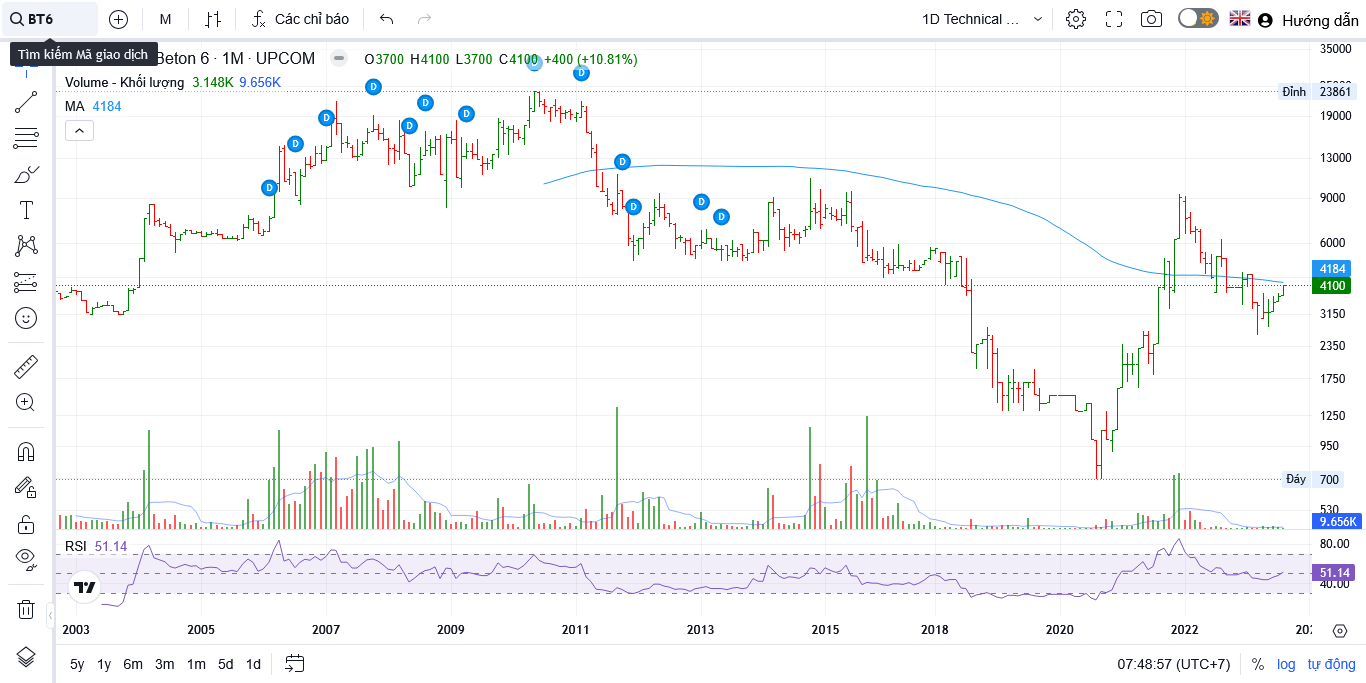 BT6
M
Các chỉ báo
1D Technical ...
Hướng dẫn
Tìm kiếm Mã giao dịch
Beton 6 · 1M · UPCOM
O3700 H4100 L3700 C4100 +400 (+10.81%)
Volume - Khối lượng 3.148K 9.656K
MA 4184
D
D
D
D
D
D
D
D
D
D
D
D
35000
Đỉnh 23861
19000
13000
9000
6000
4184
4100
3150
2350
1750
1250
950
Đáy 700
530
9.656K
RSI 51.14
80.00
51.14
40.00
2003 2005 2007 2009 2011 2013 2015 2018 2020 2022
5y 1y 6m 3m 1m 5d 1d
07:48:57 (UTC+7) % log tự động